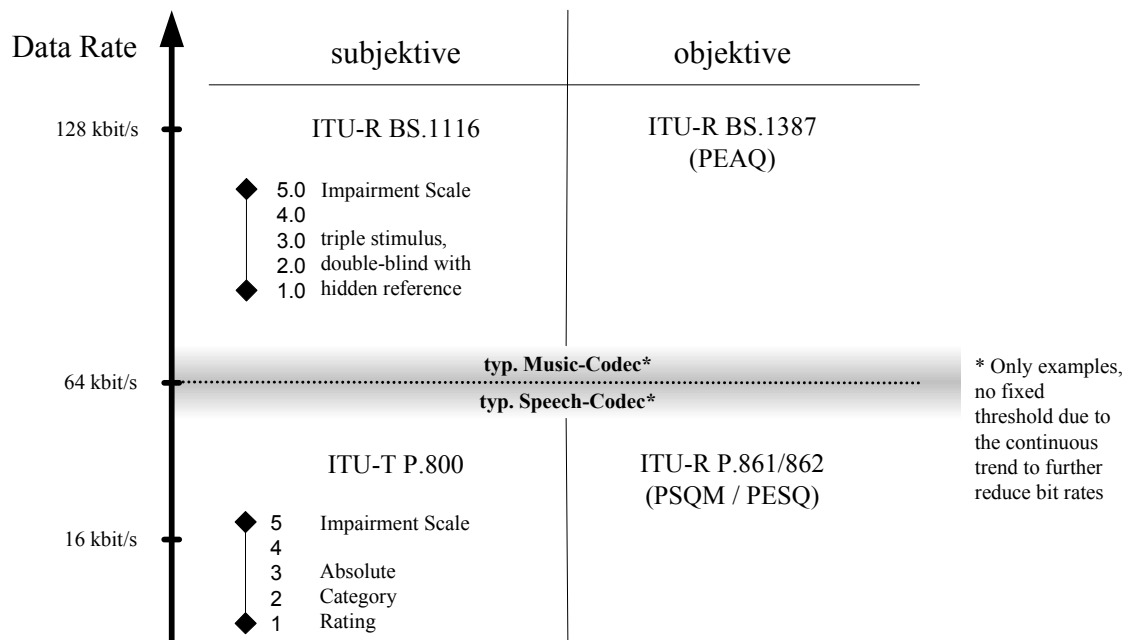 Data Rate
subjektive
objektive
128 kbit/s
ITU-R BS.1116
ITU-R BS.1387
(PEAQ)
5.0 Impairment Scale
4.0
3.0 triple stimulus,
2.0 double-blind with
1.0 hidden reference
typ. Music-Codec*
64 kbit/s
typ. Speech-Codec*
* Only examples,
no fixed
threshold due to
the continuous
trend to further
reduce bit rates
ITU-T P.800
ITU-R P.861/862
(PSQM / PESQ)
5 Impairment Scale
16 kbit/s
4
3 Absolute
2 Category
1 Rating